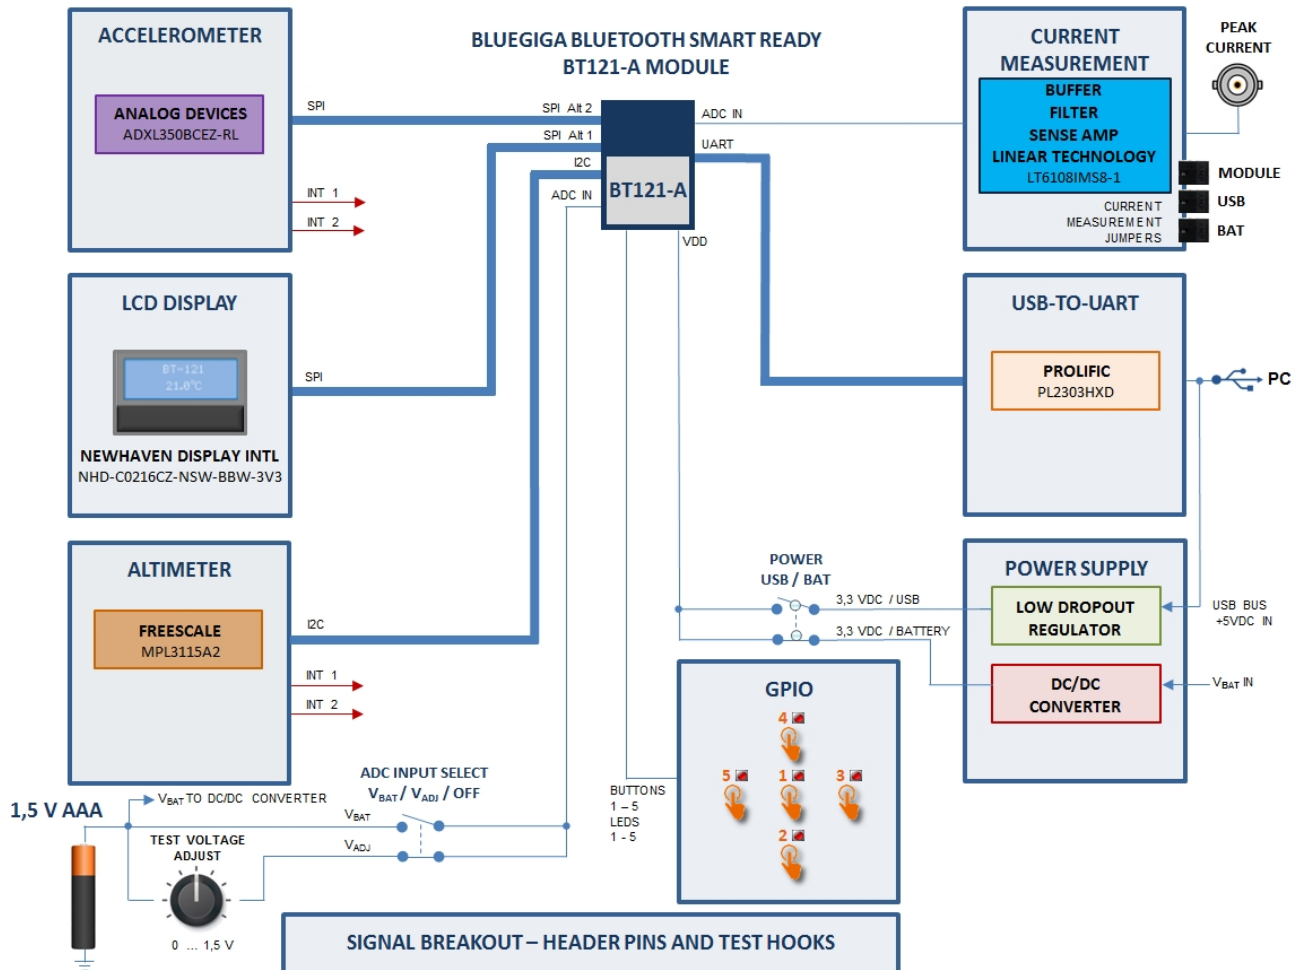 ACCELEROMETER
ANALOG DEVICES
ADXL350BCEZ-RL
SPI
INT 1
INT 2
BLUEGIGA BLUETOOTH SMART READY
BT121-A MODULE
SPI Alt 2
SPI Alt 1
I2C
ADC IN
ADC IN
UART
BT121-A
VDD
CURRENT
MEASUREMENT
BUFFER
FILTER
SENSE AMP
LINEAR TECHNOLOGY
LT6108IMS8-1
CURRENT
MEASUREMENT
JUMPERS
PEAK
CURRENT
MODULE
USB
BAT
LCD DISPLAY
BT-121
21.0°C
NEWHAVEN DISPLAY INTL
NHD-C0216CZ-NSW-BBW-3V3
SPI
USB-TO-UART
PROLIFIC
PL2303HXD
PC
ALTIMETER
FREESCALE
MPL3115A2
I2C
INT 1
INT 2
POWER
USB / BAT
3,3 VDC / USB
3,3 VDC / BATTERY
POWER SUPPLY
LOW DROPOUT
REGULATOR
DC/DC
CONVERTER
USB BUS
+5VDC IN
VBAT IN
GPIO
4
5
1
3
2
BUTTONS
1 – 5
LEDS
1 - 5
ADC INPUT SELECT
VBAT / VADJ / OFF
VBAT
VADJ
VBAT TO DC/DC CONVERTER
1,5 V AAA
TEST VOLTAGE
ADJUST
0 ... 1,5 V
SIGNAL BREAKOUT – HEADER PINS AND TEST HOOKS